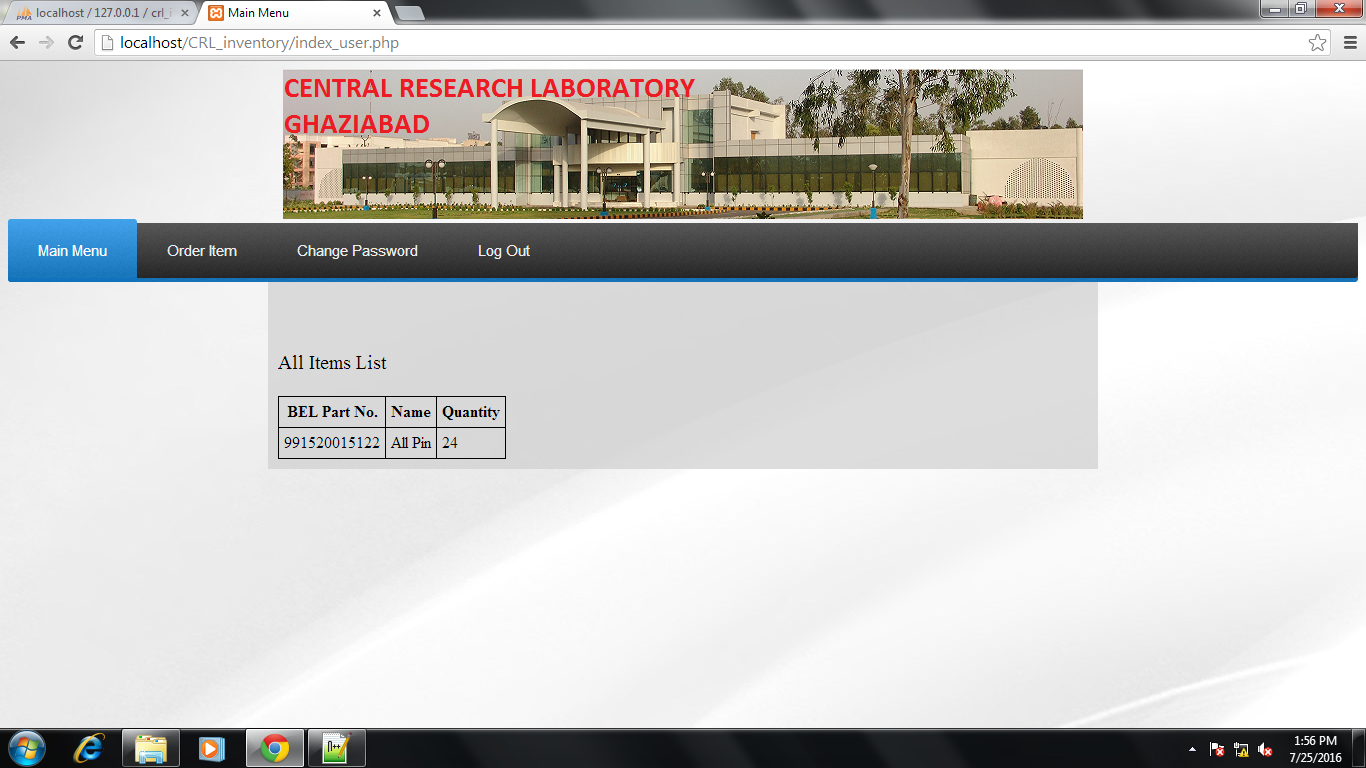 localhost / 127.0.0.1 / crl_i
Main Menu
localhost/CRL_inventory/index_user.php
CENTRAL RESEARCH LABORATORY
GHAZIABAD
Main Menu Order Item Change Password Log Out
All Items List
BEL Part No. Name Quantity
991520015122 All Pin 24
1:56 PM
7/25/2016